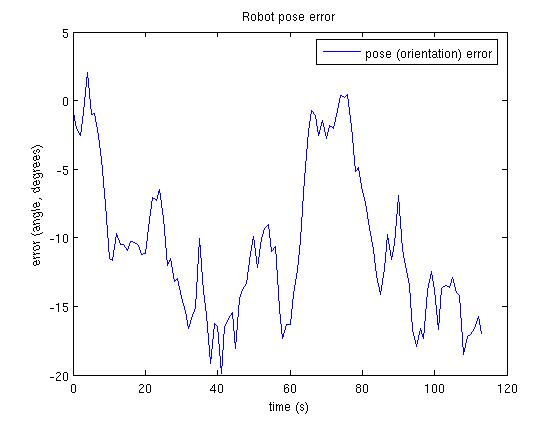 Robot pose error
pose (orientation) error
5
0
-5
-10
-15
-20
error (angle, degrees)
0 20 40 60 80 100 120
time (s)